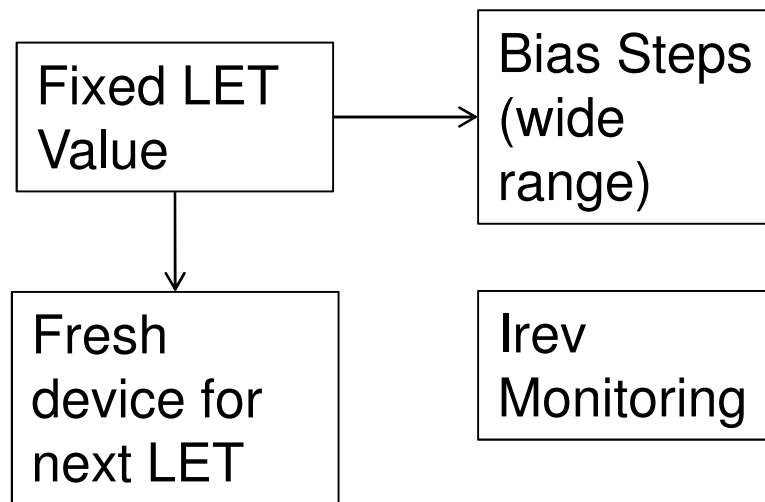 Fixed LET
Value
Bias Steps
(wide
range)
Fresh
device for
next LET
Irev
Monitoring